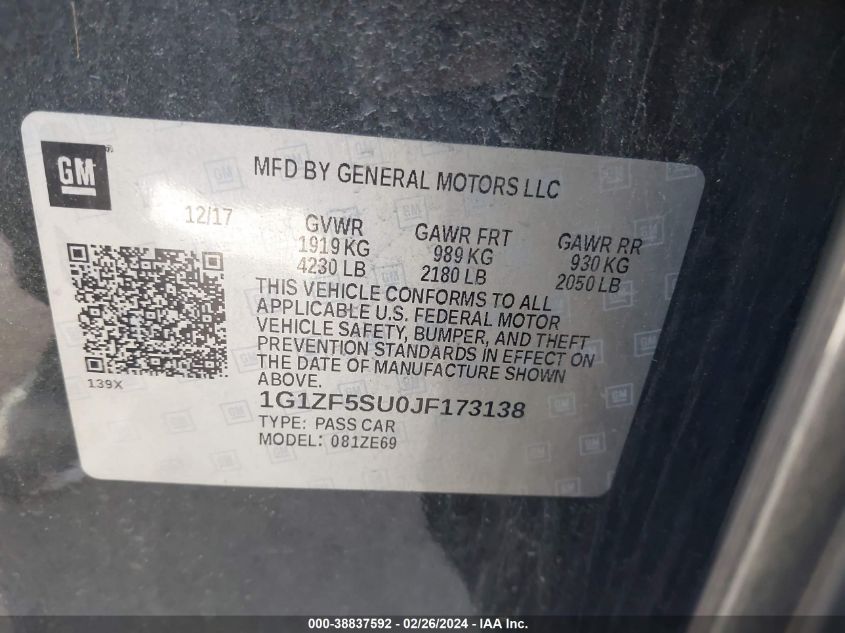 GM
MFD BY GENERAL MOTORS LLC
12/17
GVWR
1919 KG
4230 LB
GAWR FRT
989 KG
2180 LB
GAWR RR
930 KG
2050 LB
THIS VEHICLE CONFORMS TO ALL
APPLICABLE U.S. FEDERAL MOTOR
VEHICLE SAFETY, BUMPER, AND THEFT
PREVENTION STANDARDS IN EFFECT ON
THE DATE OF MANUFACTURE SHOWN
ABOVE.
139X
1G1ZF5SU0JF173138
TYPE: PASS CAR
MODEL: 081ZE69
000-38837592 - 02/26/2024 - IAA Inc.